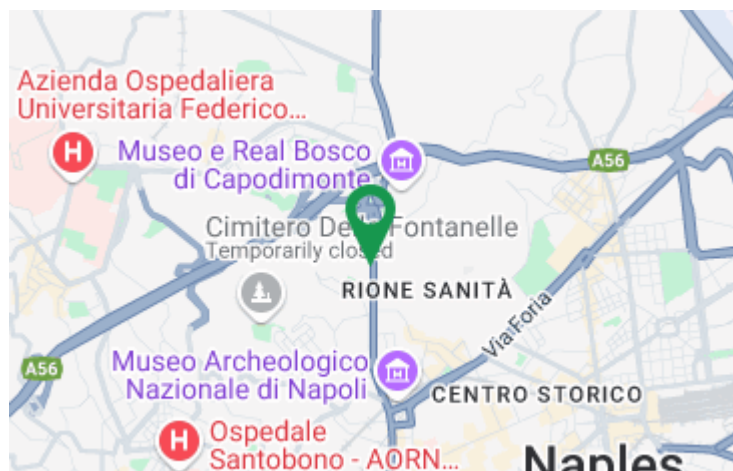 Azienda Ospedaliera
Universitaria Federico...
H
Museo e Real Bosco
di Capodimonte
A56
Cimitero Delle Fontanelle
Temporarily closed
RIONE SANITÀ
Via Foria
A56
Museo Archeologico
Nazionale di Napoli
CENTRO STORICO
H
Ospedale
Santobono - AORN...
Naples